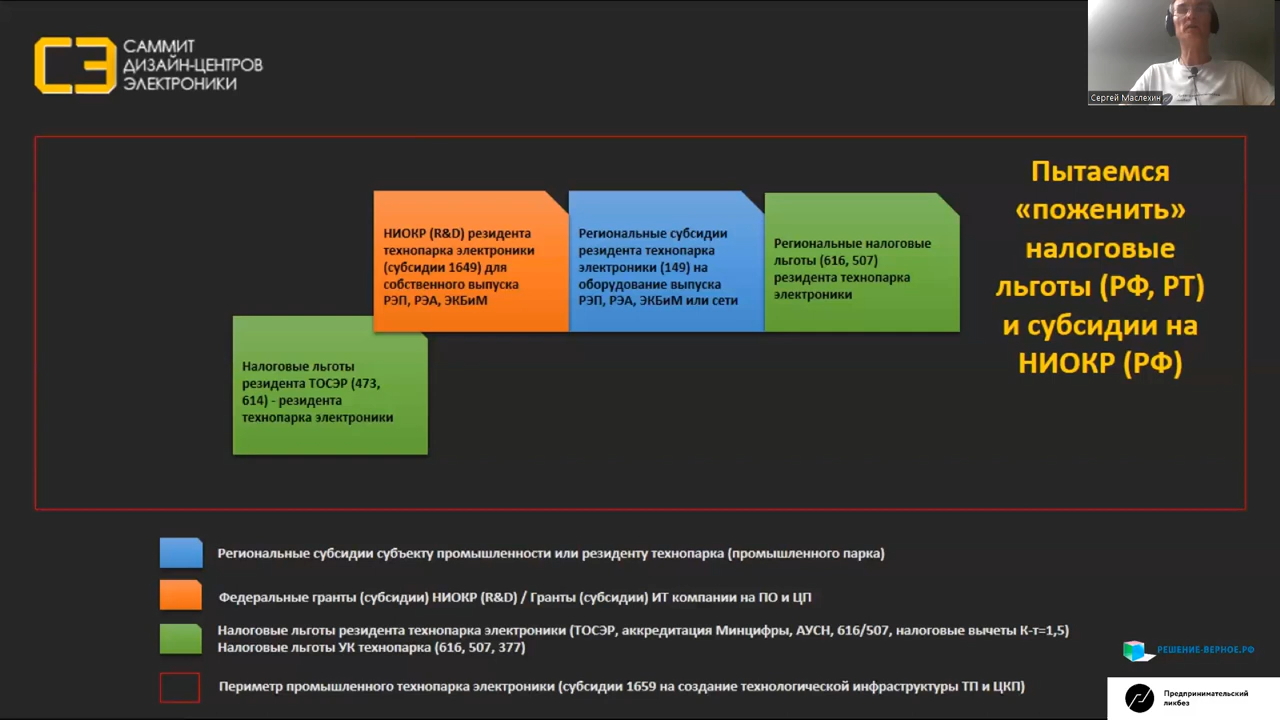 САММИТ
ДИЗАЙН-ЦЕНТРОВ
ЭЛЕКТРОНИКИ
Сергей Маслехин
Пытаемся
«поженить»
налоговые
льготы (РФ, РТ)
и субсидии на
НИОКР (РФ)
НИОКР (R&D) резидента
технопарка электроники
(субсидии 1649) для
собственного выпуска
РЭП, РЭА, ЭКБиМ
Региональные субсидии
резидента технопарка
электроники (149) на
оборудование выпуска
РЭП, РЭА, ЭКБиМ или сети
Региональные налоговые
льготы (616, 507)
резидента технопарка
электроники
Налоговые льготы
резидента ТОСЭР (473,
614) - резидента
технопарка электроники
Региональные субсидии субъекту промышленности или резиденту технопарка (промышленного парка)
Федеральные гранты (субсидии) НИОКР (R&D) / Гранты (субсидии) ИТ компании на ПО и ЦП
Налоговые льготы резидента технопарка электроники (ТОСЭР, аккредитация Минцифры, АУСН, 616/507, налоговые вычеты К-т=1,5)
Налоговые льготы УК технопарка (616, 507, 377)
Периметр промышленного технопарка электроники (субсидии 1659 на создание технологической инфраструктуры ТП и ЦКП)
РЕШЕНИЕ-ВЕРНОЕ.РФ
Предпринимательский
ликбез